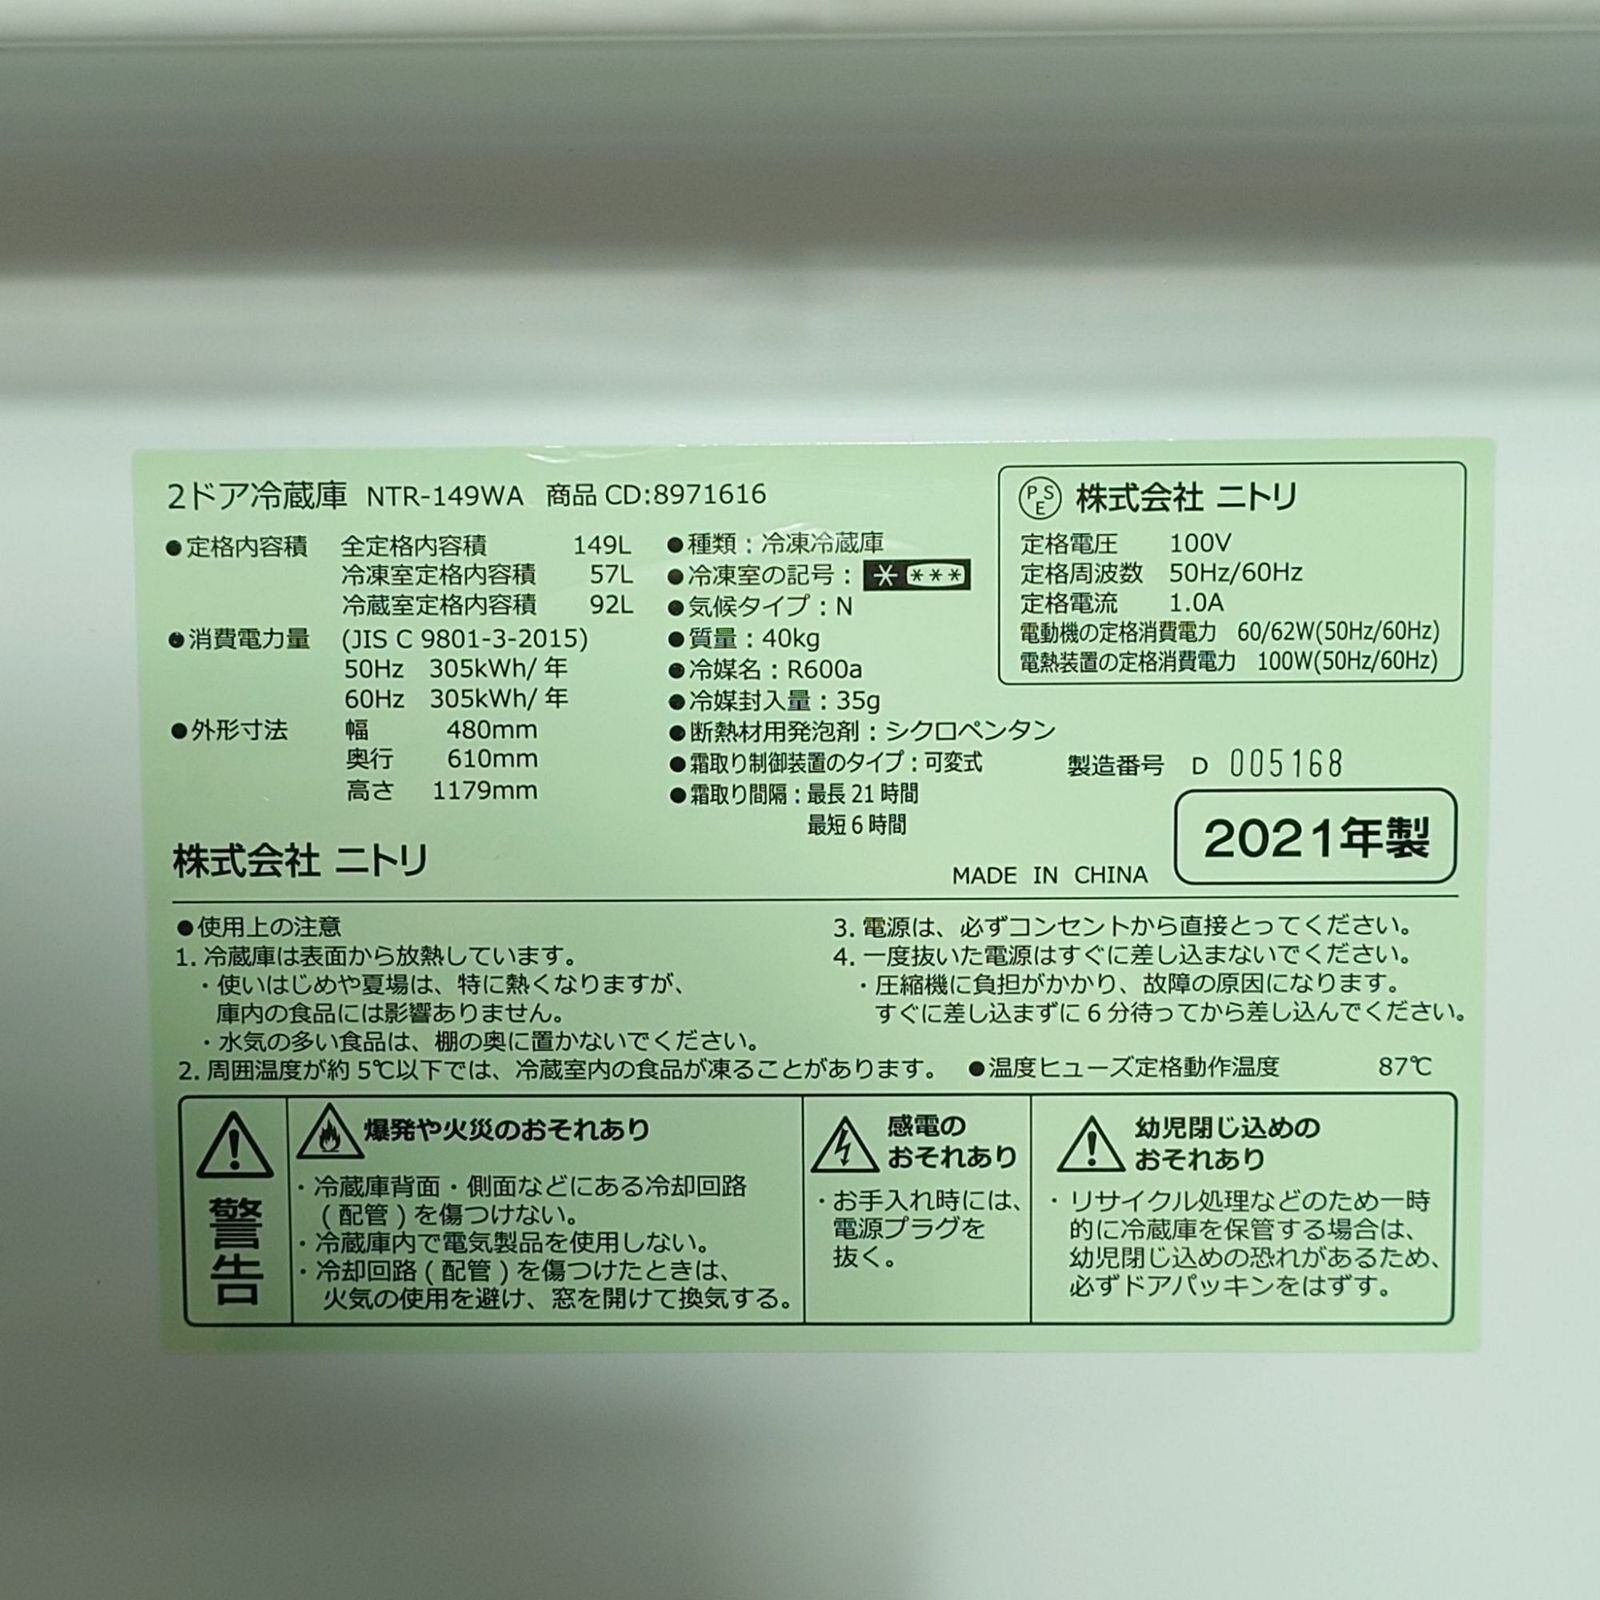 2ドア冷蔵庫 NTR-149WA 商品 CD:8971616
●定格内容積 全定格内容積 149L
冷凍室定格内容積 57L
冷蔵室定格内容積 92L
●消費電力量 (JIS C 9801-3-2015)
50Hz 305kWh/年
60Hz 305kWh/年
●外形寸法 幅 480mm
奥行 610mm
高さ 1179mm
株式会社 ニトリ
●種類:冷凍冷蔵庫
●冷凍室の記号: * ***
●気候タイプ:N
●質量:40kg
●冷媒名:R600a
●冷媒封入量:35g
●断熱材用発泡剤:シクロペンタン
●霜取り制御装置のタイプ:可変式
●霜取り間隔:最長 21 時間
最短 6 時間
PSE 株式会社 ニトリ
定格電圧 100V
定格周波数 50Hz/60Hz
定格電流 1.0A
電動機の定格消費電力 60/62W(50Hz/60Hz)
電熱装置の定格消費電力 100W(50Hz/60Hz)
製造番号 D 005168
2021年製
MADE IN CHINA
●使用上の注意
1. 冷蔵庫は表面から放熱しています。
・使いはじめや夏場は、特に熱くなりますが、
庫内の食品には影響ありません。
・水気の多い食品は、棚の奥に置かないでください。
2. 周囲温度が約 5℃以下では、冷蔵室内の食品が凍ることがあります。
3. 電源は、必ずコンセントから直接とってください。
4. 一度抜いた電源はすぐに差し込まないでください。
・圧縮機に負担がかかり、故障の原因になります。
すぐに差し込まずに 6 分待ってから差し込んでください。
●温度ヒューズ定格動作温度 87℃
警告
爆発や火災のおそれあり
・冷蔵庫背面・側面などにある冷却回路
(配管)を傷つけない。
・冷蔵庫内で電気製品を使用しない。
・冷却回路(配管)を傷つけたときは、
火気の使用を避け、窓を開けて換気する。
感電の
おそれあり
・お手入れ時には、
電源プラグを
抜く。
幼児閉じ込めの
おそれあり
・リサイクル処理などのため一時
的に冷蔵庫を保管する場合は、
幼児閉じ込めの恐れがあるため、
必ずドアパッキンをはずす。